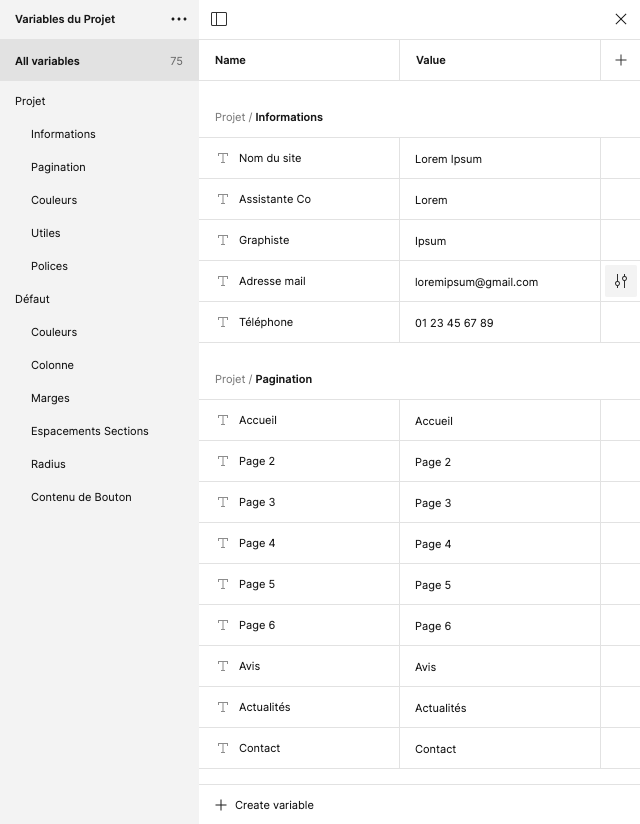 Variables du Projet
All variables 75
Projet
Informations
Pagination
Couleurs
Utiles
Polices
Défaut
Couleurs
Colonne
Marges
Espacements Sections
Radius
Contenu de Bouton
Name Value
Projet / Informations
Nom du site Lorem Ipsum
Assistante Co Lorem
Graphiste Ipsum
Adresse mail loremipsum@gmail.com
Téléphone 01 23 45 67 89
Projet / Pagination
Accueil Accueil
Page 2 Page 2
Page 3 Page 3
Page 4 Page 4
Page 5 Page 5
Page 6 Page 6
Avis Avis
Actualités Actualités
Contact Contact
Create variable